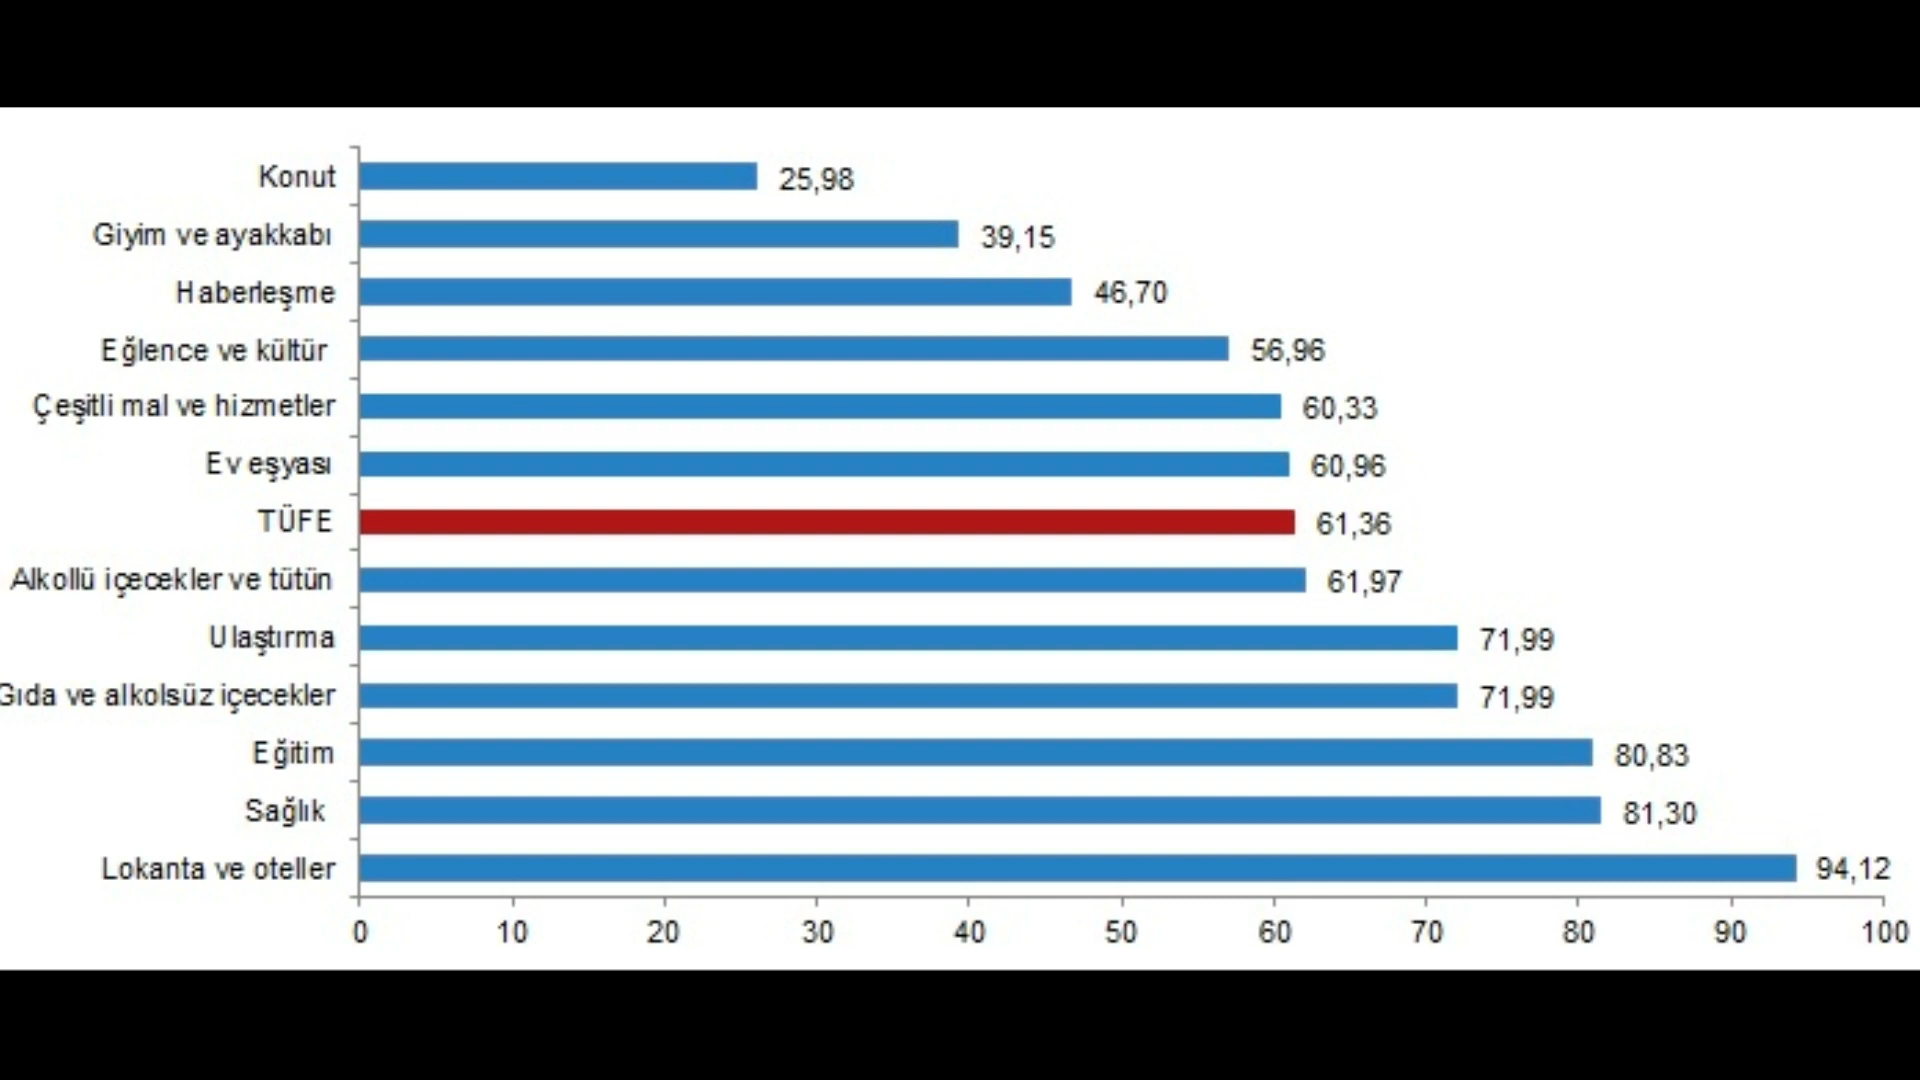 Konut 25,98
Giyim ve ayakkabı 39,15
Haberleşme 46,70
Eğlence ve kültür 56,96
Çeşitli mal ve hizmetler 60,33
Ev eşyası 60,96
TÜFE 61,36
Alkollü içecekler ve tütün 61,97
Ulaştırma 71,99
Gıda ve alkolsüz içecekler 71,99
Eğitim 80,83
Sağlık 81,30
Lokanta ve oteller 94,12
0 10 20 30 40 50 60 70 80 90 100